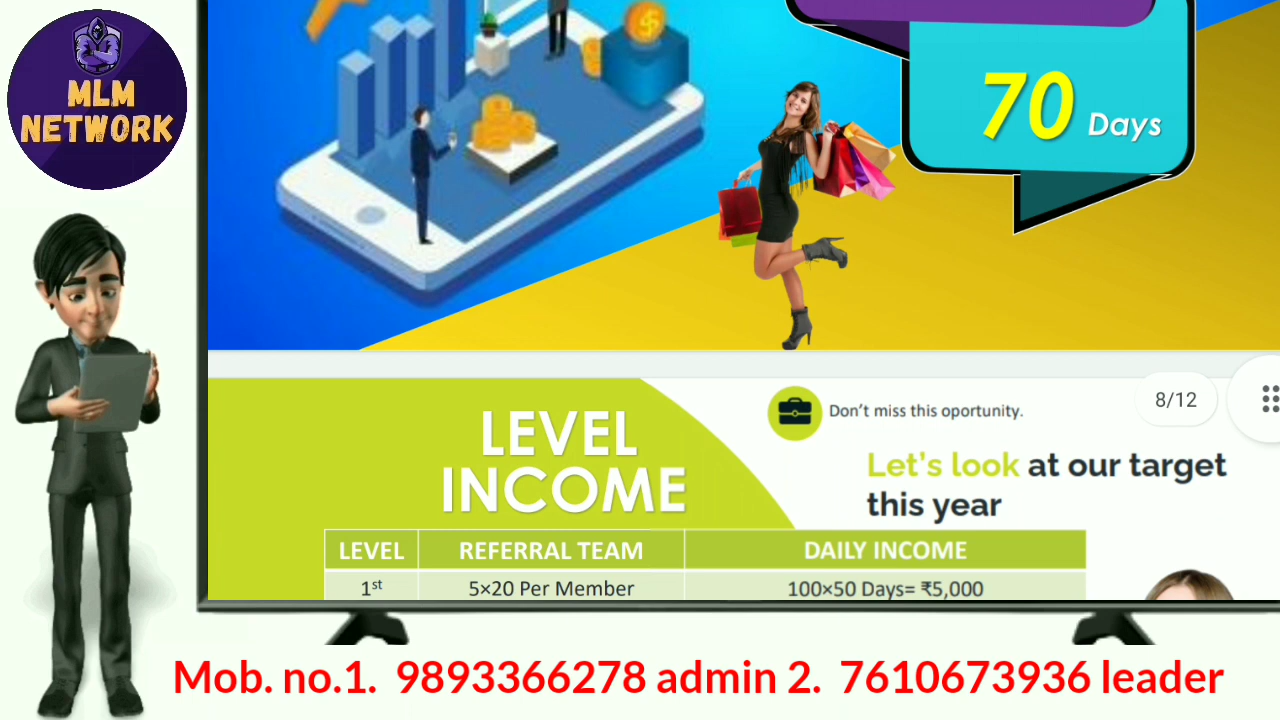 MLM
NETWORK
70 Days
8/12
Don't miss this oportunity.
LEVEL
INCOME
Let's look at our target
this year
LEVEL REFERRAL TEAM DAILY INCOME
1st 5×20 Per Member 100×50 Days= ₹5,000
Mob. no.1. 9893366278 admin 2. 7610673936 leader